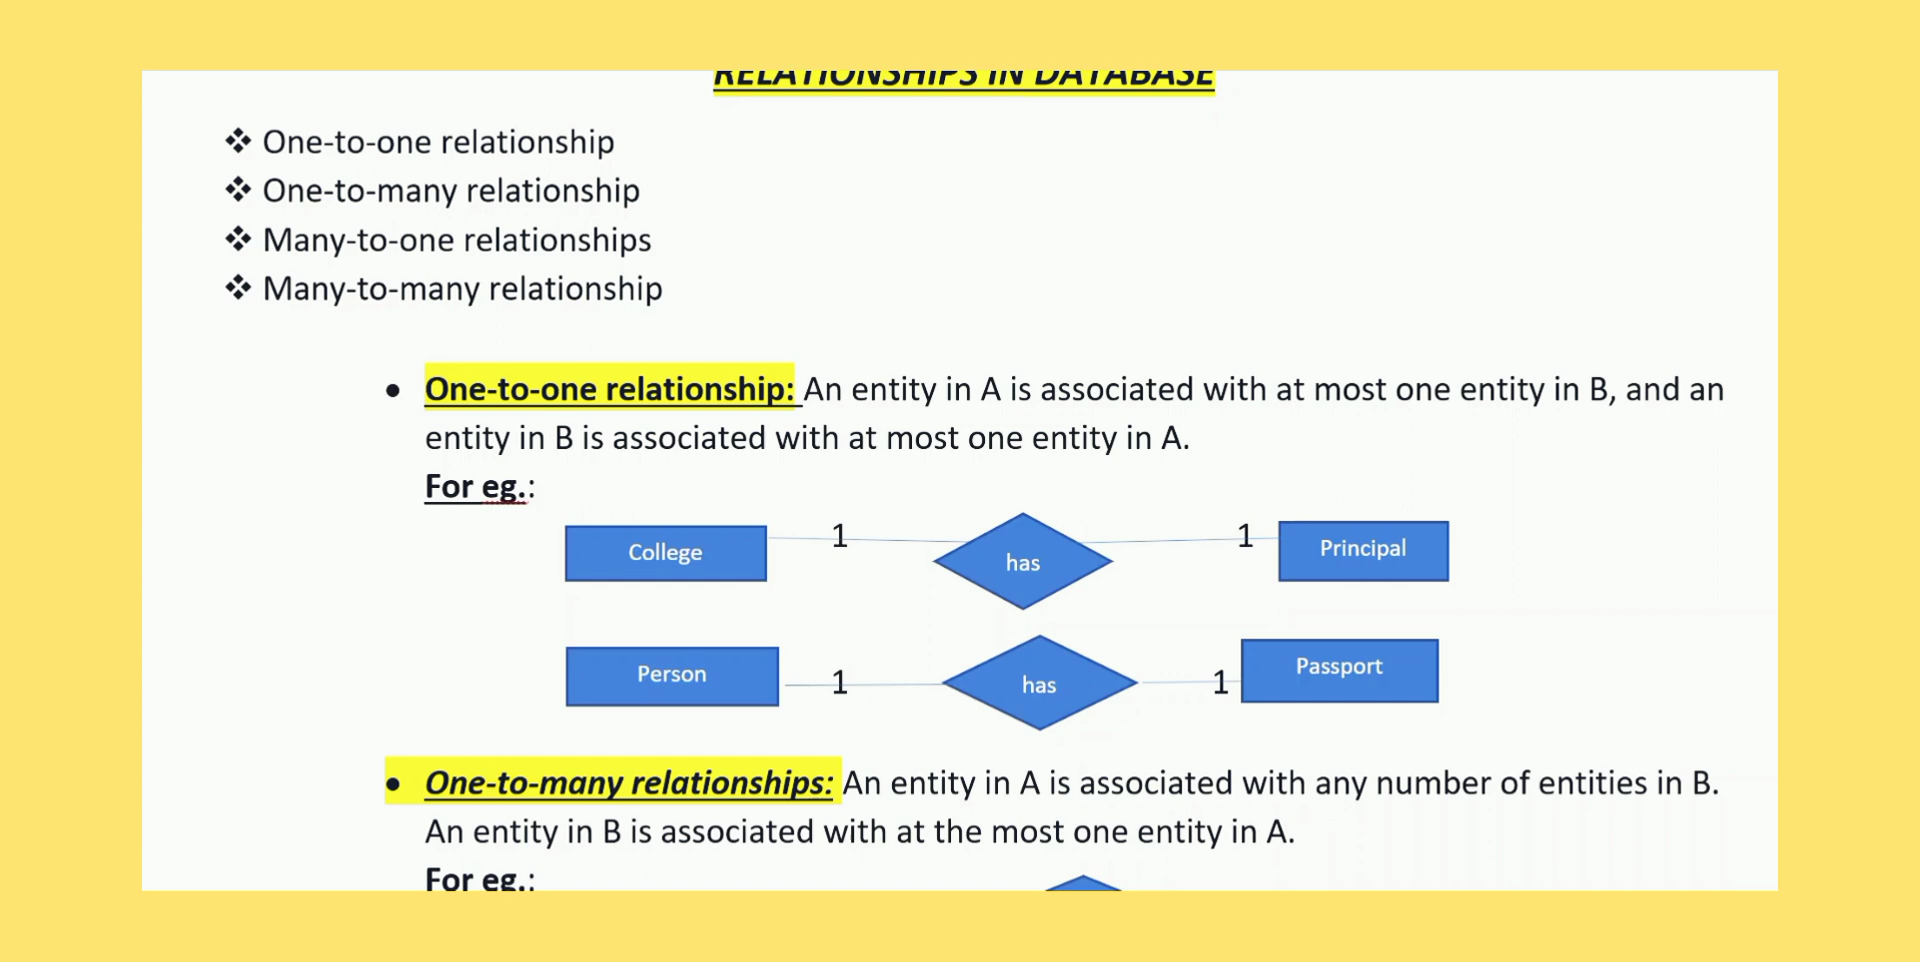 RELATIONSHIPS IN DATABASE
❖ One-to-one relationship
❖ One-to-many relationship
❖ Many-to-one relationships
❖ Many-to-many relationship
• One-to-one relationship: An entity in A is associated with at most one entity in B, and an
entity in B is associated with at most one entity in A.
For eg.:
College 1 has 1 Principal
Person 1 has 1 Passport
• One-to-many relationships: An entity in A is associated with any number of entities in B.
An entity in B is associated with at the most one entity in A.
For eg.: